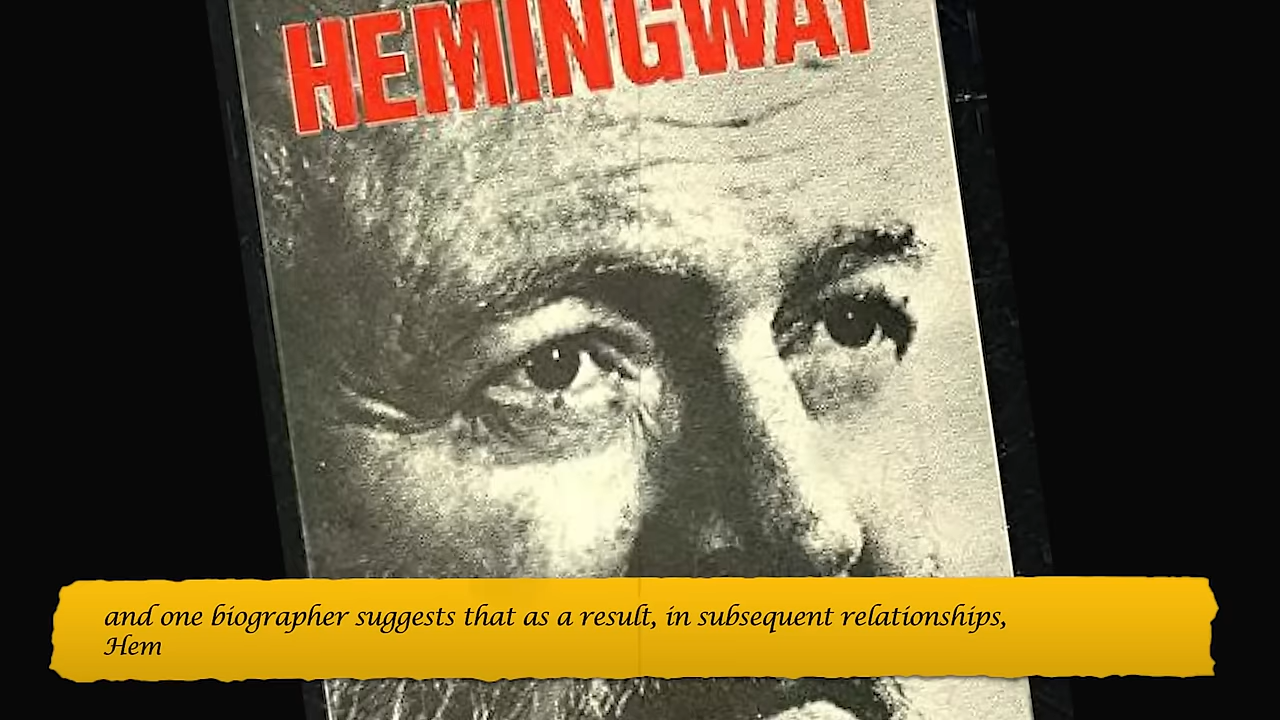 HEMINGWAY
and one biographer suggests that as a result, in subsequent relationships,
Hem